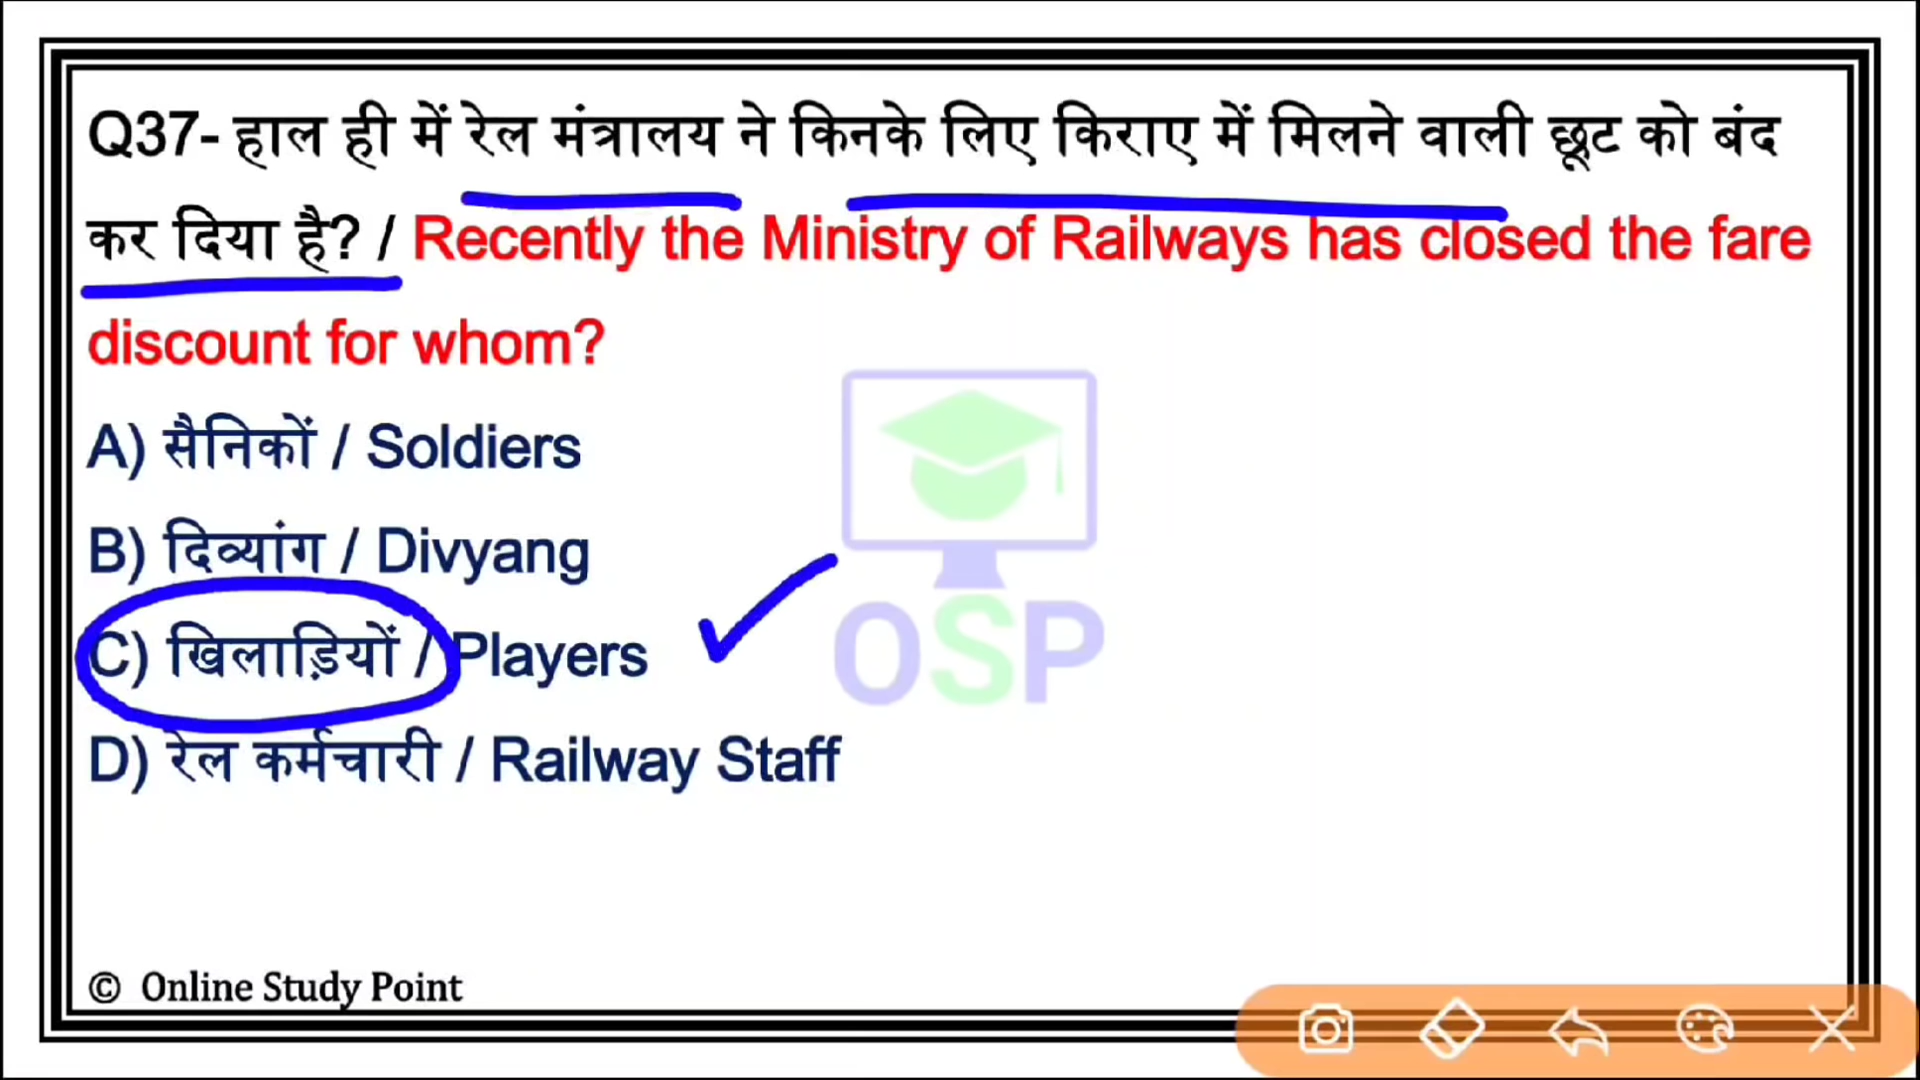 Q37- हाल ही में रेल मंत्रालय ने किनके लिए किराए में मिलने वाली छूट को बंद
कर दिया है? / Recently the Ministry of Railways has closed the fare
discount for whom?
A) सैनिकों / Soldiers
B) दिव्यांग / Divyang
C) खिलाड़ियों / Players
D) रेल कर्मचारी / Railway Staff
OSP
© Online Study Point